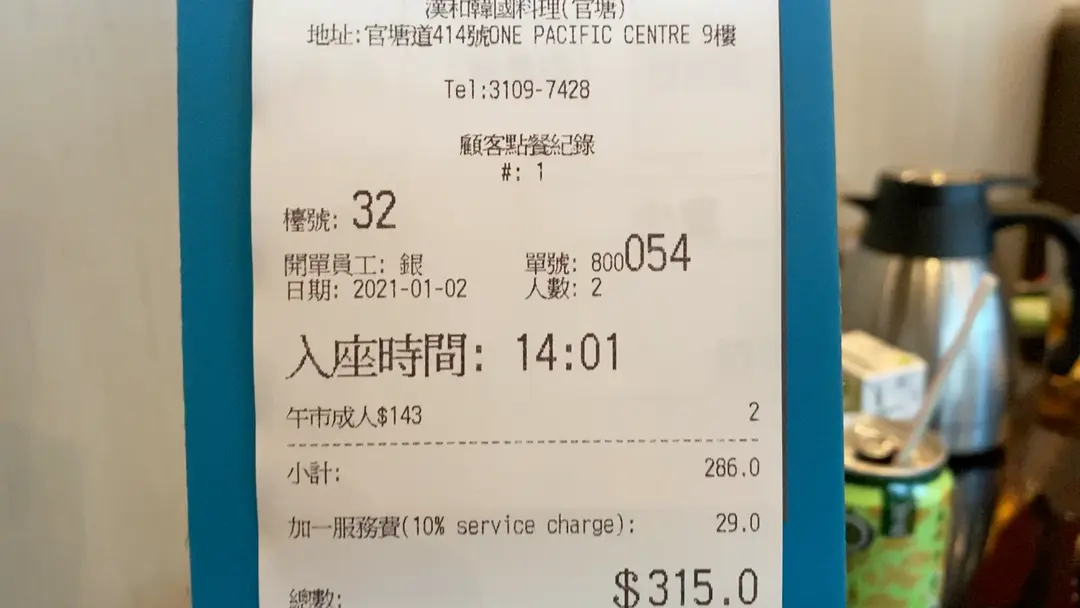 漢和韓國料理(官塘)
地址:官塘道414號ONE PACIFIC CENTRE 9樓
Tel:3109-7428
顧客點餐紀錄
#: 1
檯號: 32
開單員工: 銀 單號: 800054
日期: 2021-01-02 人數: 2
入座時間: 14:01
午市成人$143 2
小計: 286.0
加一服務費(10% service charge): 29.0
總數: $315.0